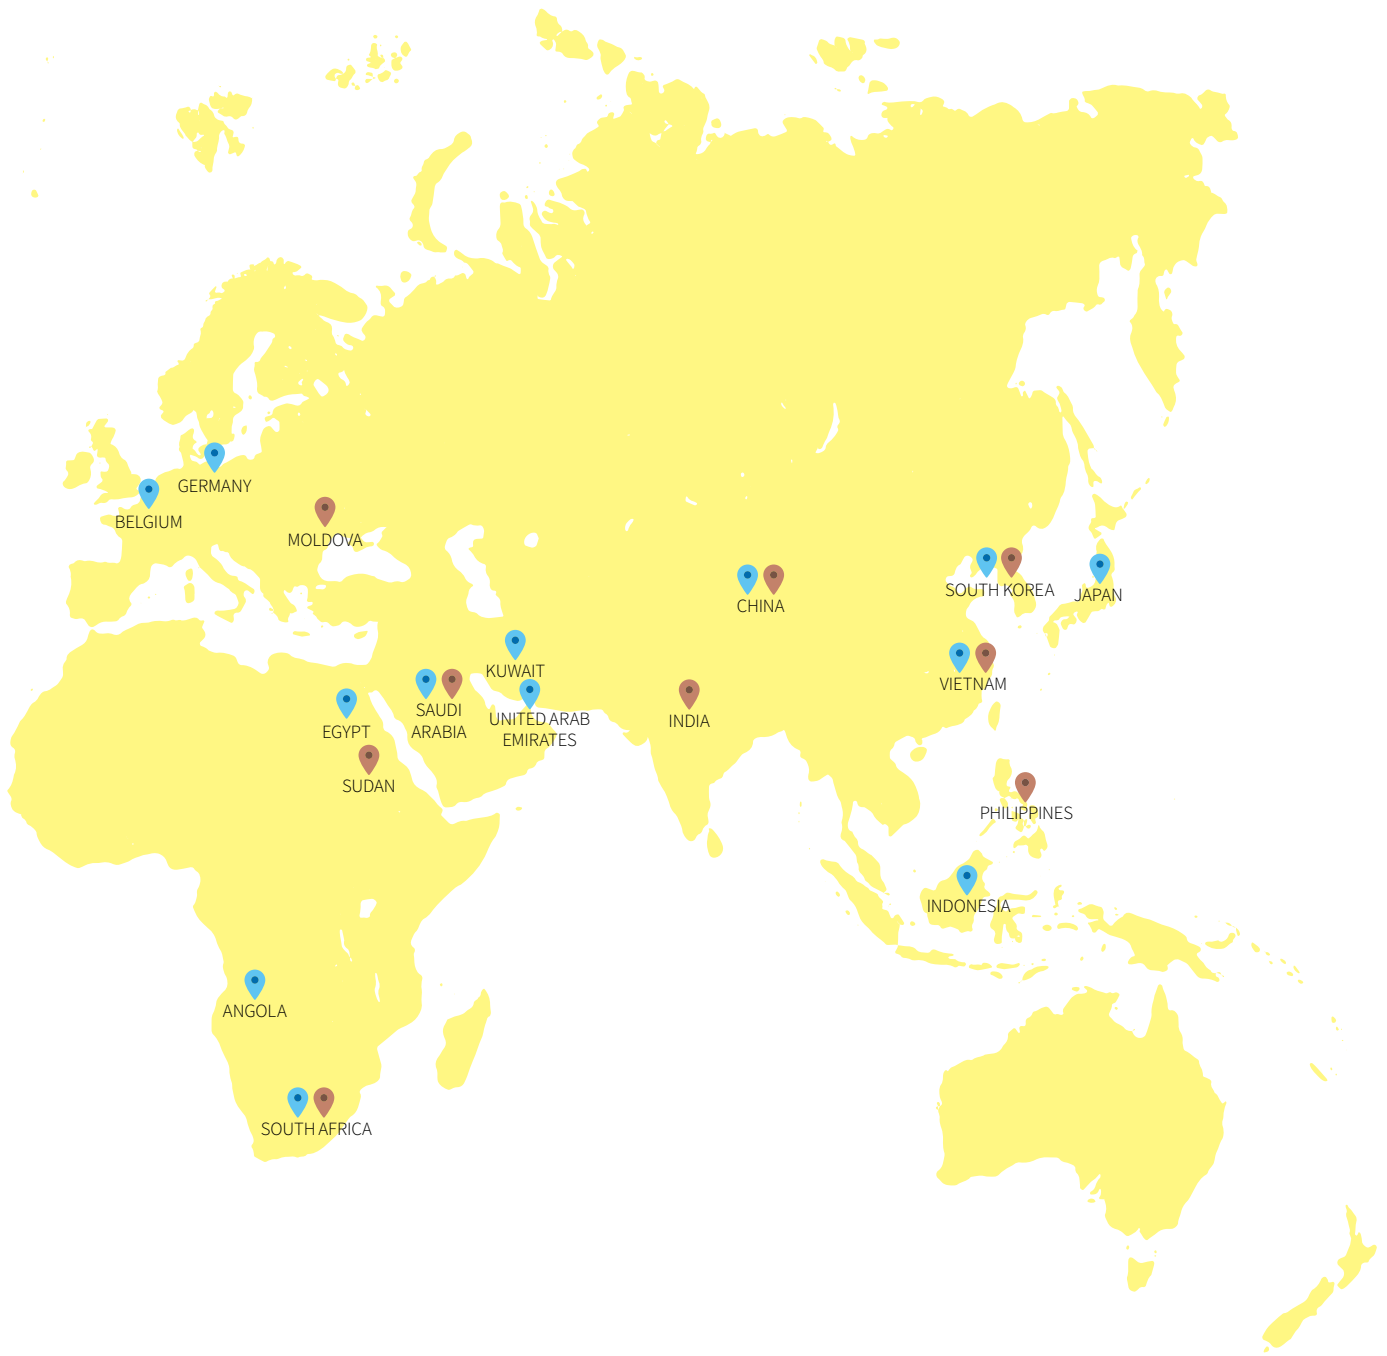 GERMANY
BELGIUM
MOLDOVA
SOUTH KOREA
JAPAN
CHINA
KUWAIT
VIETNAM
SAUDI
ARABIA
UNITED ARAB
EMIRATES
INDIA
EGYPT
SUDAN
PHILIPPINES
INDONESIA
ANGOLA
SOUTH AFRICA